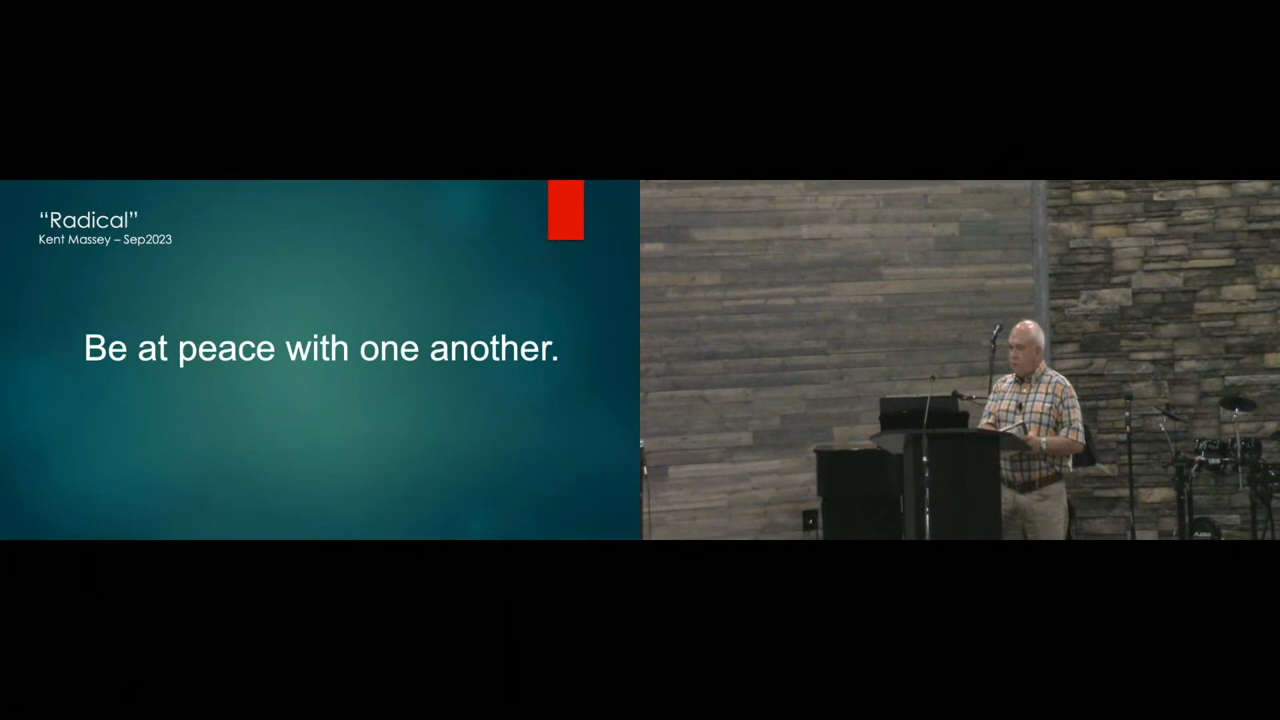 “Radical”
Kent Massey – Sep2023
Be at peace with one another.